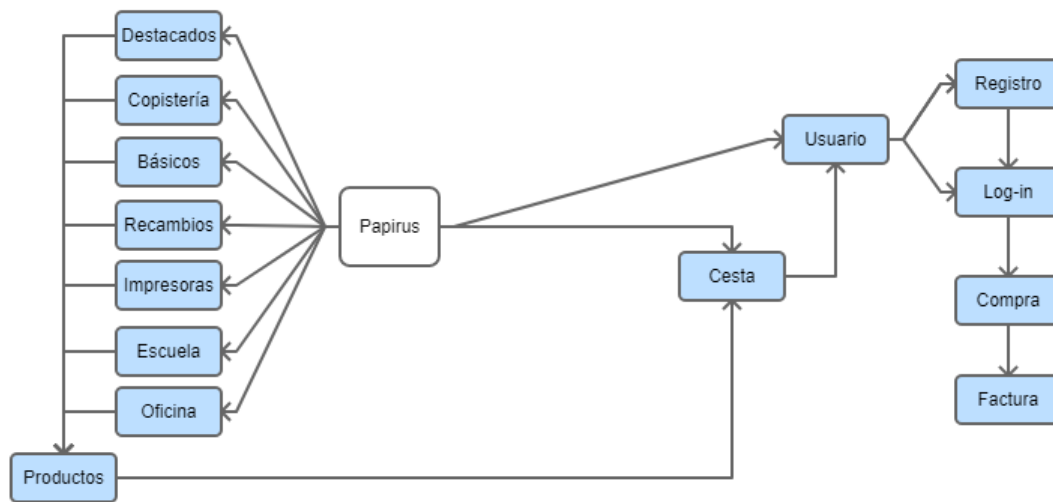 Destacados
Copistería
Básicos
Recambios
Impresoras
Escuela
Oficina
Productos
Papirus
Cesta
Usuario
Registro
Log-in
Compra
Factura